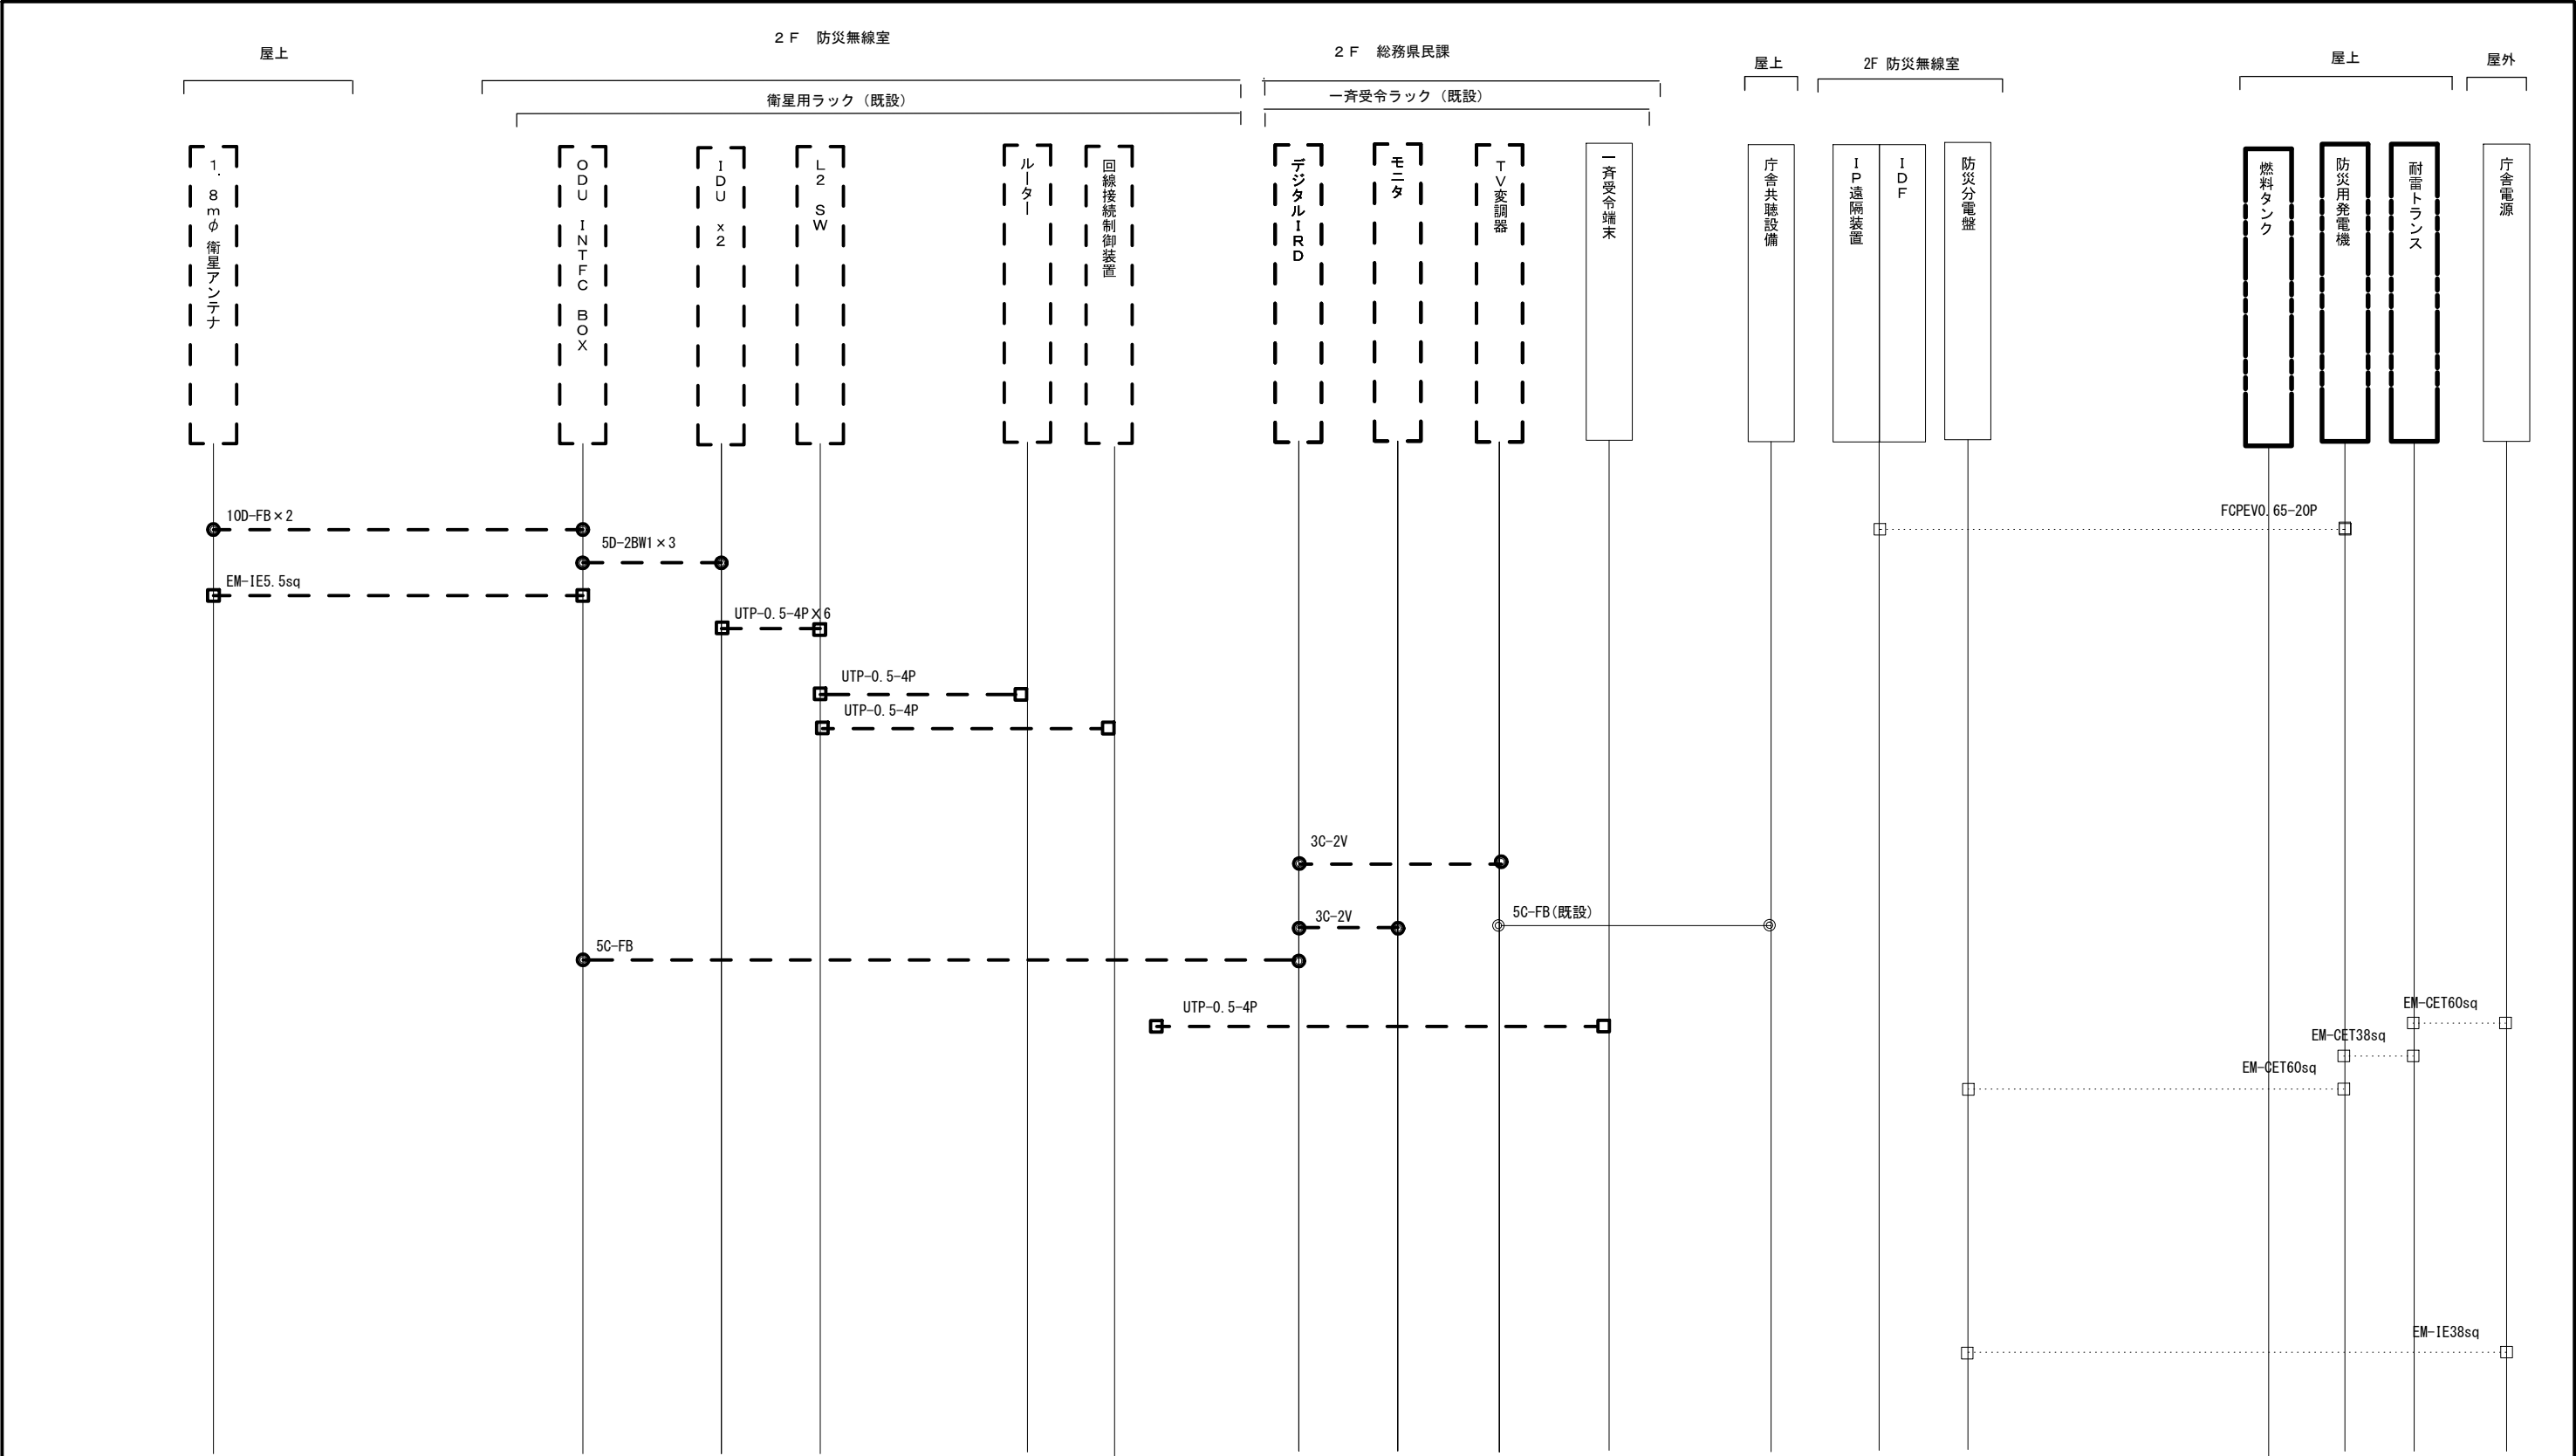 屋上
２Ｆ　防災無線室
２Ｆ　総務県民課
屋上
2F 防災無線室
屋上
屋外
衛星用ラック（既設）
一斉受令ラック（既設）
１．８ｍφ 衛星アンテナ
ＯＤＵ　ＩＮＴＦＣ　ＢＯＸ
ＩＤＵ　x２
Ｌ２　ＳＷ
ルーター
回線接続制御装置
デジタルＩＲＤ
モニタ
ＴＶ変調器
一斉受令端末
庁舎共聴設備
ＩＰ遠隔装置
ＩＤＦ
防災分電盤
燃料タンク
防災用発電機
耐雷トランス
庁舎電源
10D-FB×2
FCPEV0.65-20P
5D-2BW1×3
EM-IE5.5sq
UTP-0.5-4P×6
UTP-0.5-4P
UTP-0.5-4P
3C-2V
3C-2V
5C-FB(既設)
5C-FB
UTP-0.5-4P
EM-CET60sq
EM-CET38sq
EM-CET60sq
EM-IE38sq